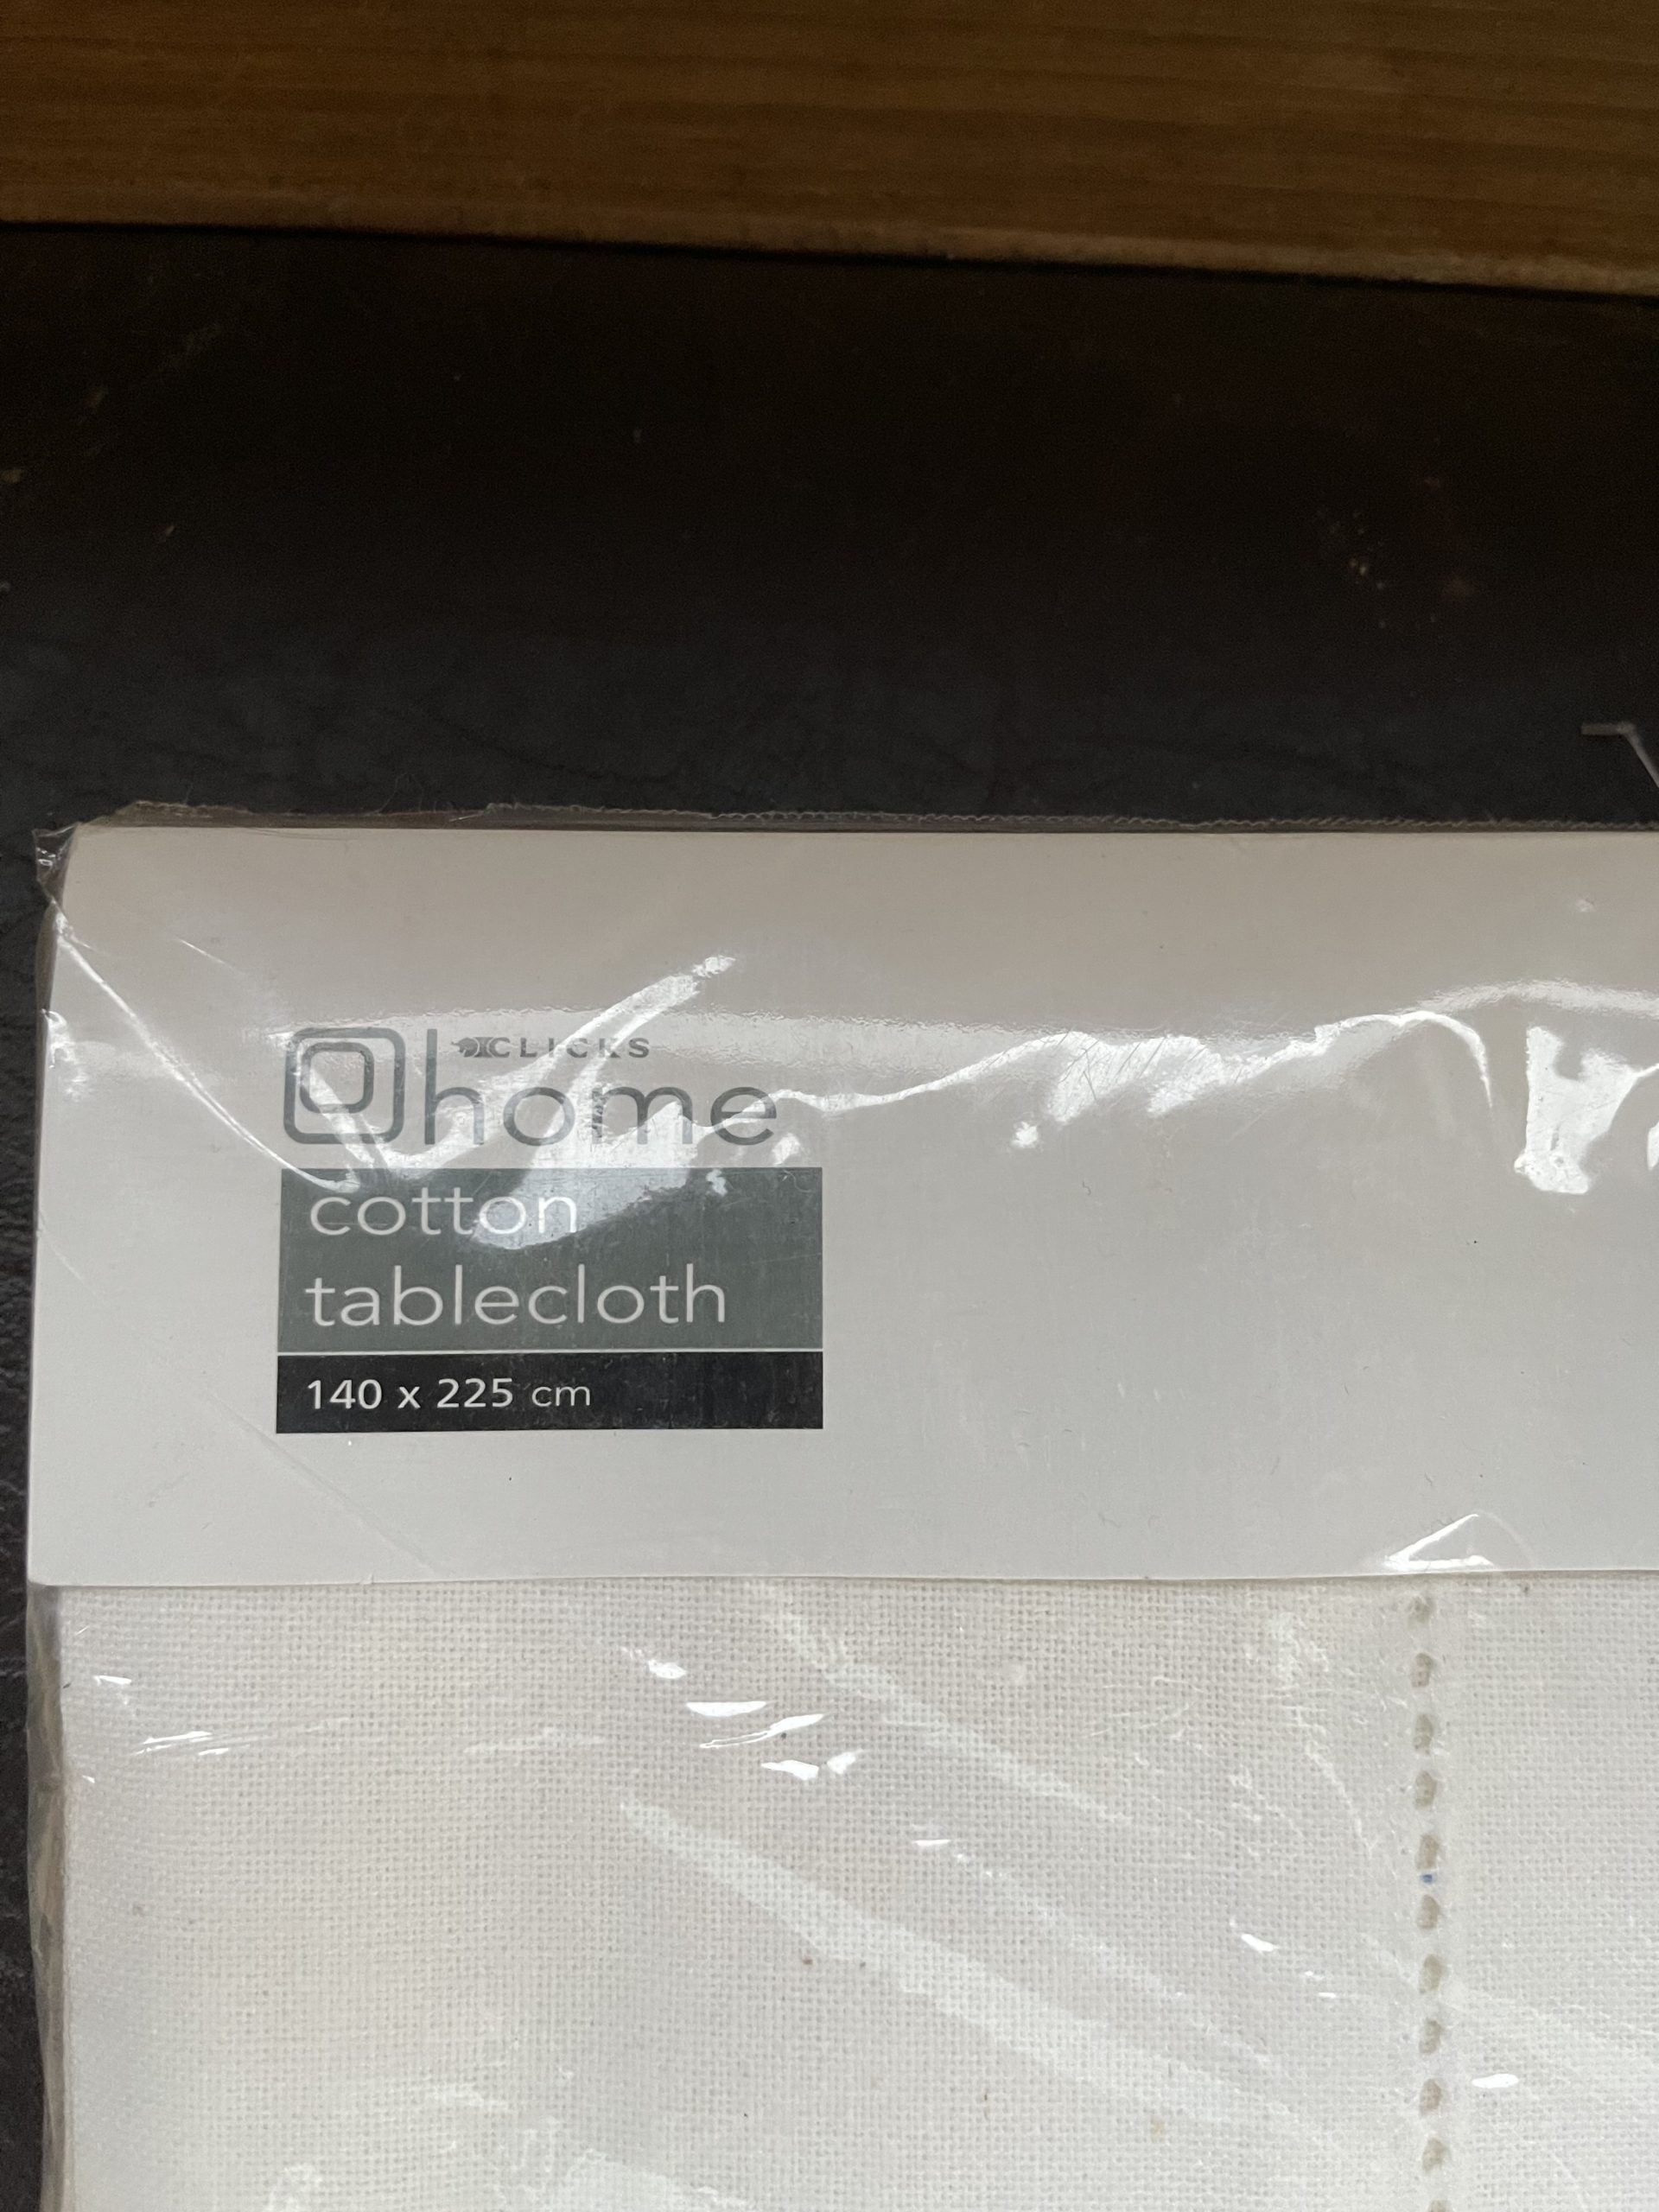 CLICKS
home
cotton
tablecloth
140 x 225 cm